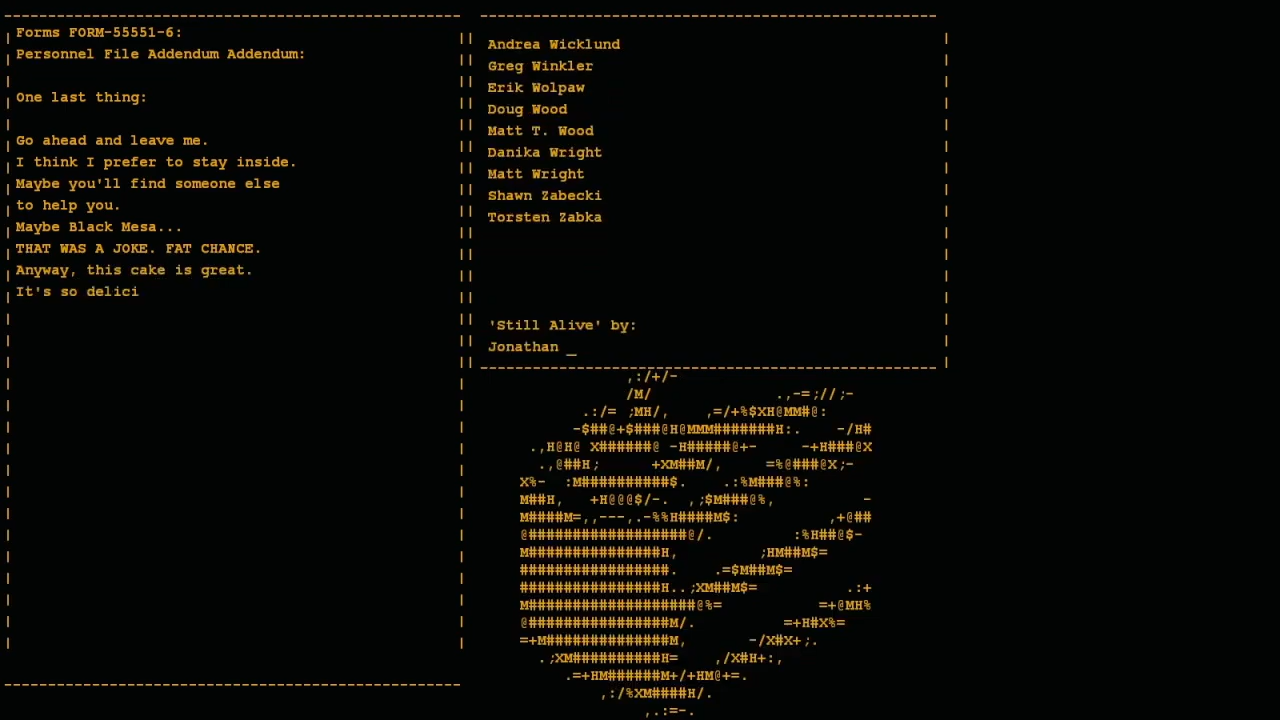 Forms FORM-55551-6:
Personnel File Addendum Addendum:
One last thing:
Go ahead and leave me.
I think I prefer to stay inside.
Maybe you'll find someone else
to help you.
Maybe Black Mesa...
THAT WAS A JOKE. FAT CHANCE.
Anyway, this cake is great.
It's so delici
Andrea Wicklund
Greg Winkler
Erik Wolpaw
Doug Wood
Matt T. Wood
Danika Wright
Matt Wright
Shawn Zabecki
Torsten Zabka
'Still Alive' by:
Jonathan _